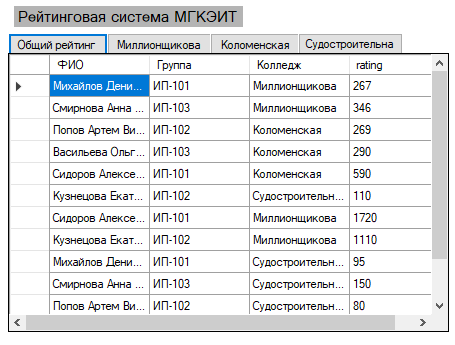 Рейтинговая система МГКЭИТ
Общий рейтинг Миллионщикова Коломенская Судостроительна
ФИО Группа Колледж rating
Михайлов Дени... ИП-101 Миллионщикова 267
Смирнова Анна ... ИП-103 Миллионщикова 346
Попов Артем Ви... ИП-102 Коломенская 269
Васильева Ольг... ИП-103 Коломенская 290
Сидоров Алексе... ИП-101 Коломенская 590
Кузнецова Екат... ИП-102 Судостроительн... 110
Сидоров Алексе... ИП-101 Миллионщикова 1720
Кузнецова Екат... ИП-102 Миллионщикова 1110
Михайлов Дени... ИП-101 Судостроительн... 95
Смирнова Анна ... ИП-103 Судостроительн... 150
Попов Артем Ви... ИП-102 Судостроительн... 80